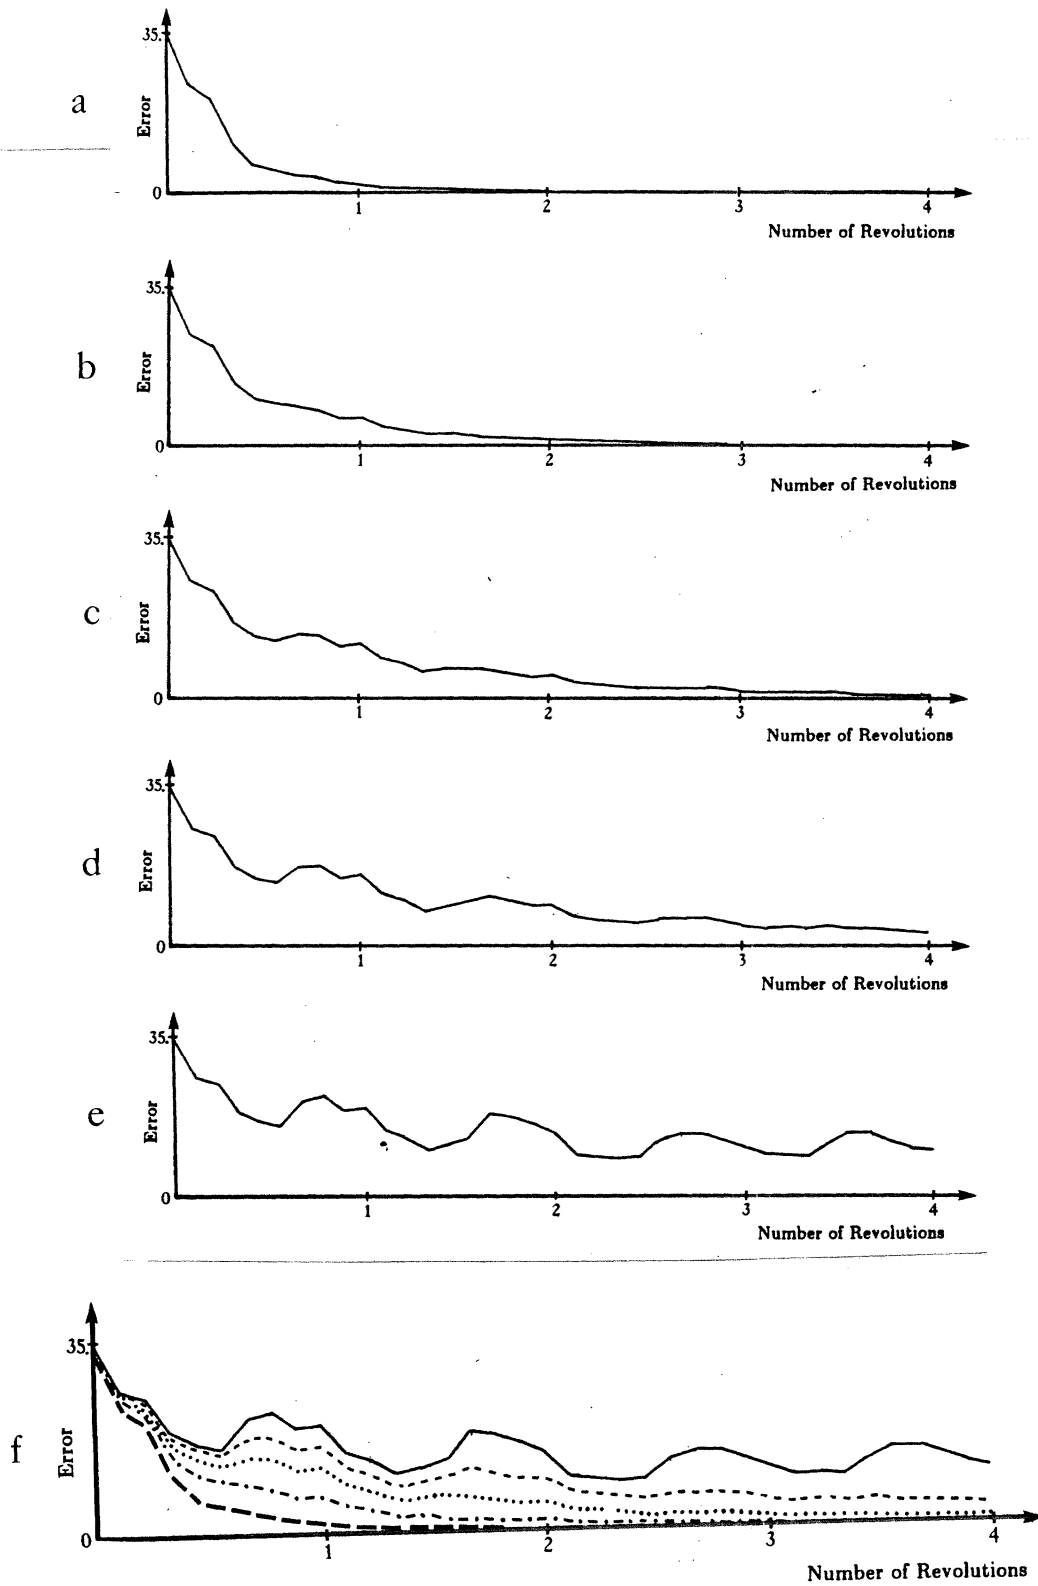 35.
a
Error
0
1 2 3 4
Number of Revolutions
35.
b
Error
0
1 2 3 4
Number of Revolutions
35.
c
Error
0
1 2 3 4
Number of Revolutions
35.
d
Error
0
1 2 3 4
Number of Revolutions
35.
e
Error
0
1 2 3 4
Number of Revolutions
35.
f
Error
0
1 2 3 4
Number of Revolutions